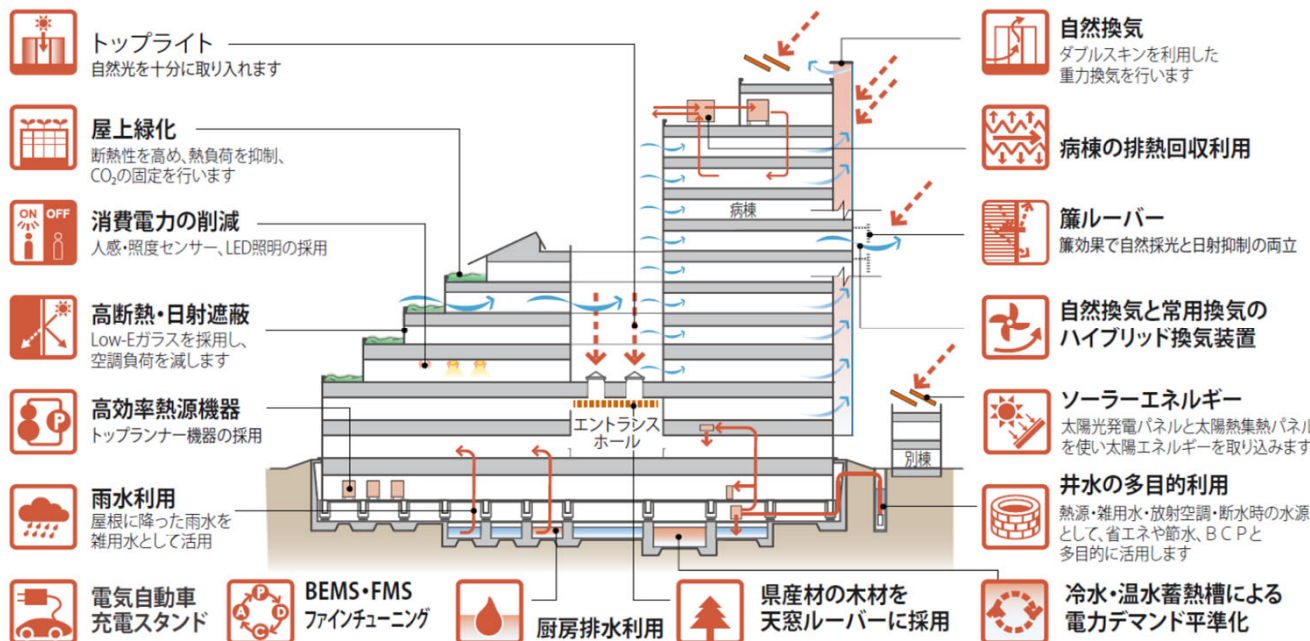 トップライト
自然光を十分に取り入れます
屋上緑化
断熱性を高め、熱負荷を抑制、
CO₂の固定を行います
ON OFF
消費電力の削減
人感・照度センサー、LED照明の採用
高断熱・日射遮蔽
Low-Eガラスを採用し、
空調負荷を減します
P
高効率熱源機器
トップランナー機器の採用
雨水利用
屋根に降った雨水を
雑用水として活用
病棟
エントランス
ホール
別棟
自然換気
ダブルスキンを利用した
重力換気を行います
病棟の排熱回収利用
簾ルーバー
簾効果で自然採光と日射抑制の両立
自然換気と常用換気の
ハイブリッド換気装置
ソーラーエネルギー
太陽光発電パネルと太陽熱集熱パネル
を使い太陽エネルギーを取り込みます
井水の多目的利用
熱源・雑用水・放射空調・断水時の水源
として、省エネや節水、BCPと
多目的に活用します
電気自動車
充電スタンド
P
A D
C
BEMS・FMS
ファインチューニング
厨房排水利用
県産材の木材を
天窓ルーバーに採用
冷水・温水蓄熱槽による
電力デマンド平準化